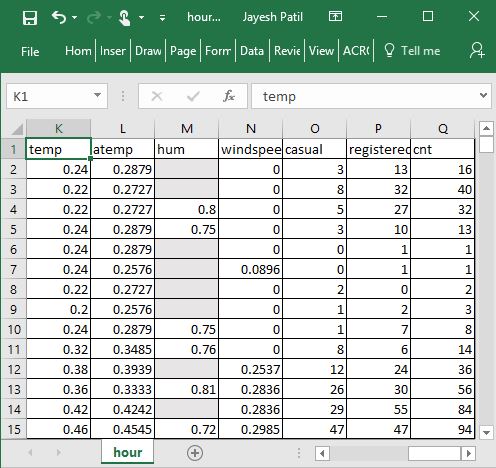 hour... Jayesh Patil
File Hom Inser Draw Page Form Data Revie View ACR Tell me
K1 fx temp
K L M N O P Q
1 temp atemp hum windspee casual registered cnt
2 0.24 0.2879 0 3 13 16
3 0.22 0.2727 0 8 32 40
4 0.22 0.2727 0.8 0 5 27 32
5 0.24 0.2879 0.75 0 3 10 13
6 0.24 0.2879 0 0 1 1
7 0.24 0.2576 0.0896 0 1 1
8 0.22 0.2727 0 2 0 2
9 0.2 0.2576 0 1 2 3
10 0.24 0.2879 0.75 0 1 7 8
11 0.32 0.3485 0.76 0 8 6 14
12 0.38 0.3939 0.2537 12 24 36
13 0.36 0.3333 0.81 0.2836 26 30 56
14 0.42 0.4242 0.2836 29 55 84
15 0.46 0.4545 0.72 0.2985 47 47 94
hour